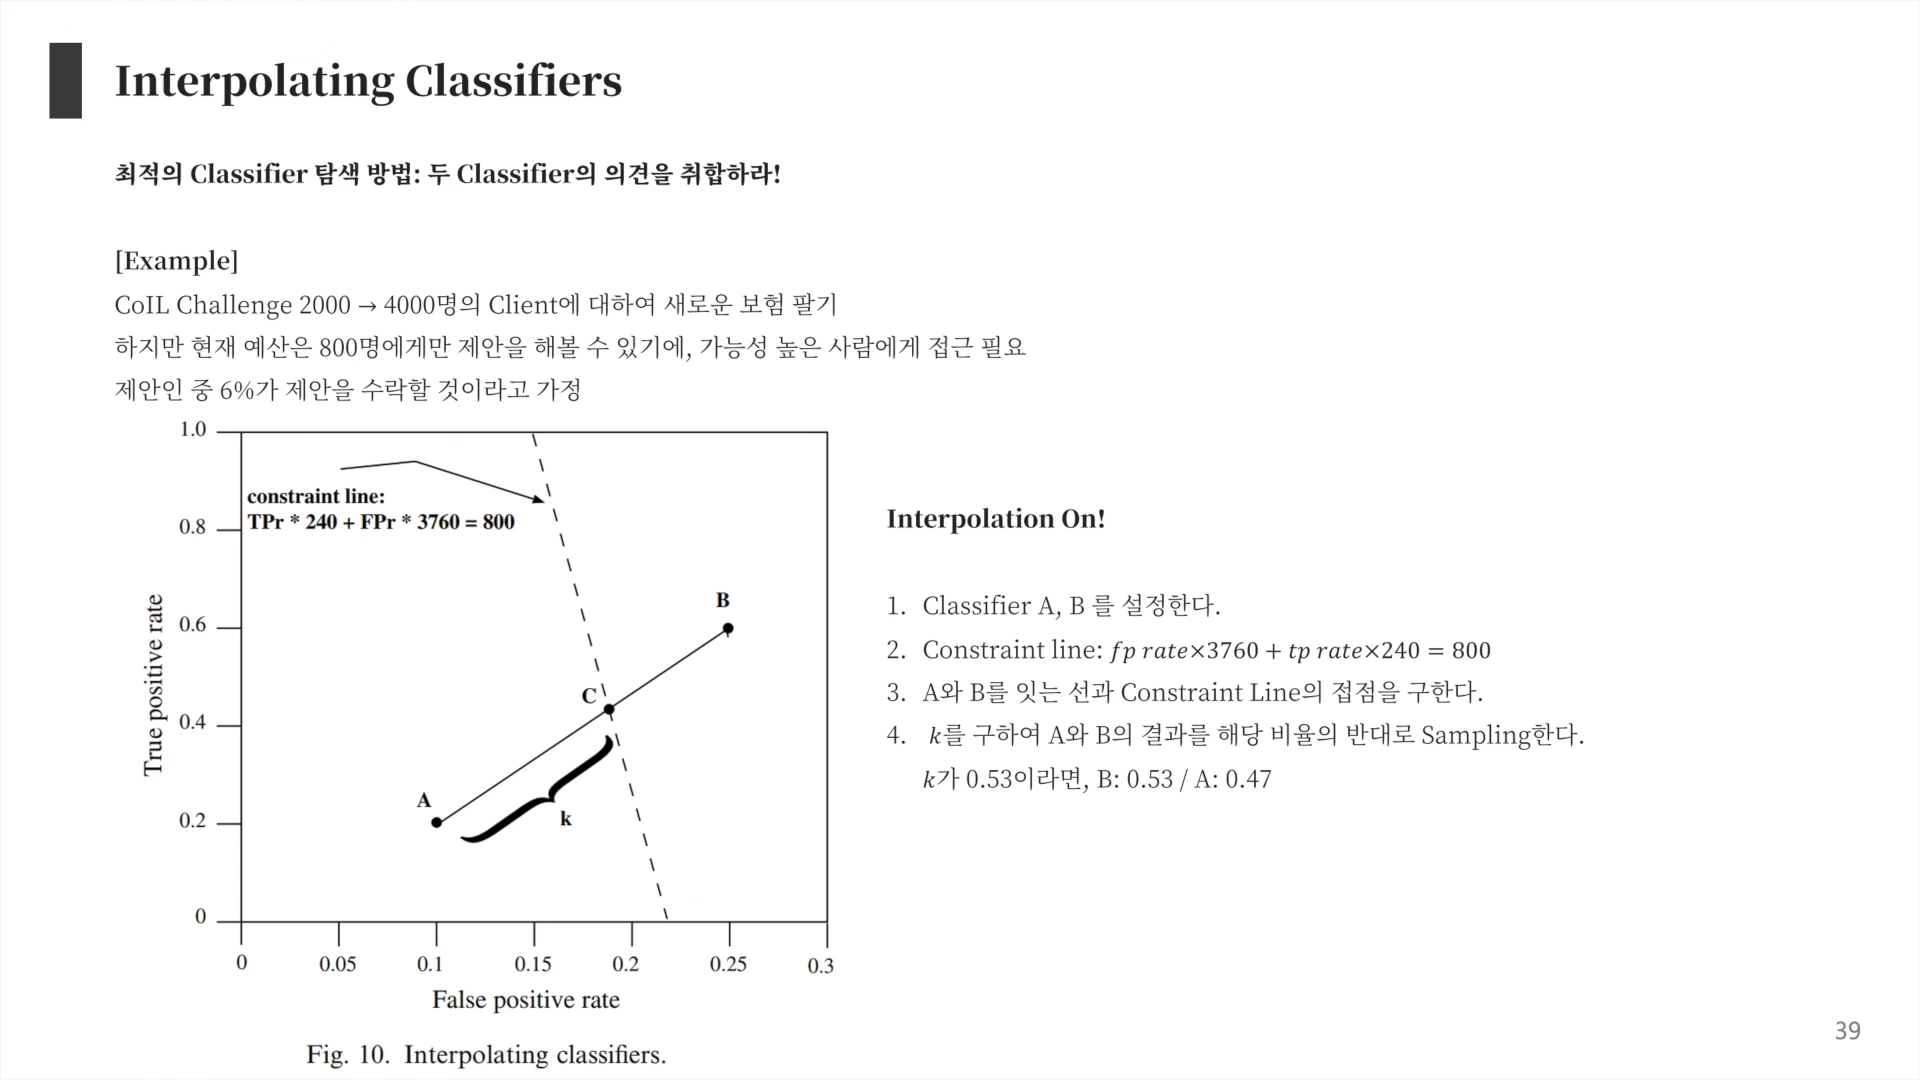 Interpolating Classifiers
최적의 Classifier 탐색 방법: 두 Classifier의 의견을 취합하라!
[Example]
CoIL Challenge 2000 → 4000명의 Client에 대하여 새로운 보험 팔기
하지만 현재 예산은 800명에게만 제안을 해볼 수 있기에, 가능성 높은 사람에게 접근 필요
제안인 중 6%가 제안을 수락할 것이라고 가정
1.0
constraint line:
TPr * 240 + FPr * 3760 = 800
0.8
B
0.6
C
0.4
A
k
0.2
0
True positive rate
0 0.05 0.1 0.15 0.2 0.25 0.3
False positive rate
Fig. 10. Interpolating classifiers.
Interpolation On!
1. Classifier A, B 를 설정한다.
2. Constraint line: fp rate×3760 + tp rate×240 = 800
3. A와 B를 잇는 선과 Constraint Line의 접점을 구한다.
4. k를 구하여 A와 B의 결과를 해당 비율의 반대로 Sampling한다.
k가 0.53이라면, B: 0.53 / A: 0.47
39